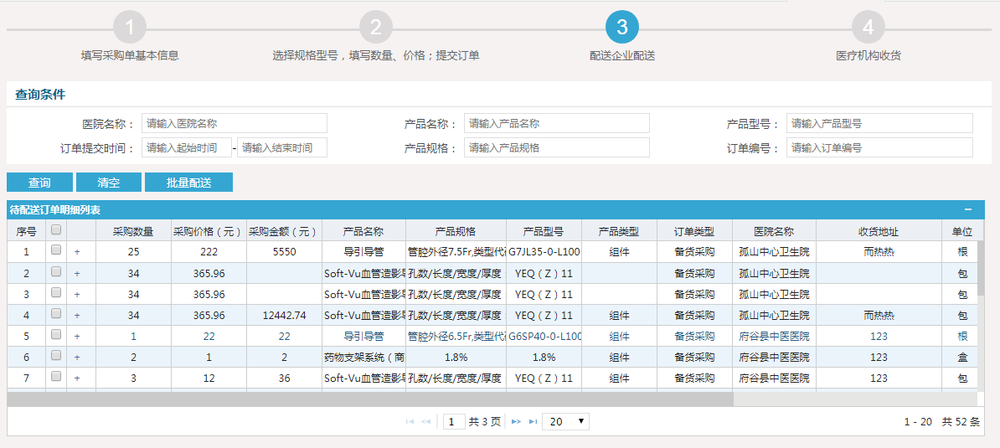 1 2 3 4
填写采购单基本信息 选择规格型号，填写数量、价格；提交订单 配送企业配送 医疗机构收货
查询条件
医院名称： 请输入医院名称 产品名称： 请输入产品名称 产品型号： 请输入产品型号
订单提交时间： 请输入起始时间 - 请输入结束时间 产品规格： 请输入产品规格 订单编号： 请输入订单编号
查询 清空 批量配送
待配送订单明细列表
序号 采购数量 采购价格（元） 采购金额（元） 产品名称 产品规格 产品型号 产品类型 订单类型 医院名称 收货地址 单位
1 + 25 222 5550 导引导管 管腔外径7.5Fr,类型代 G7JL35-0-L100 组件 备货采购 孤山中心卫生院 而热热 根
2 + 34 365.96 Soft-Vu血管造影导 孔数/长度/宽度/厚度： YEQ（Z）11 备货采购 孤山中心卫生院 包
3 + 34 365.96 Soft-Vu血管造影导 孔数/长度/宽度/厚度： YEQ（Z）11 备货采购 孤山中心卫生院 包
4 + 34 365.96 12442.74 Soft-Vu血管造影导 孔数/长度/宽度/厚度： YEQ（Z）11 组件 备货采购 孤山中心卫生院 而热热 包
5 + 1 22 22 导引导管 管腔外径6.5Fr,类型代 G6SP40-0-L100 组件 备货采购 府谷县中医医院 123 根
6 + 2 1 2 药物支架系统（商 1.8% 1.8% 组件 备货采购 府谷县中医医院 123 盒
7 + 3 12 36 Soft-Vu血管造影导 孔数/长度/宽度/厚度： YEQ（Z）11 组件 备货采购 府谷县中医医院 123 包
1 共 3 页 20 1 - 20 共 52 条